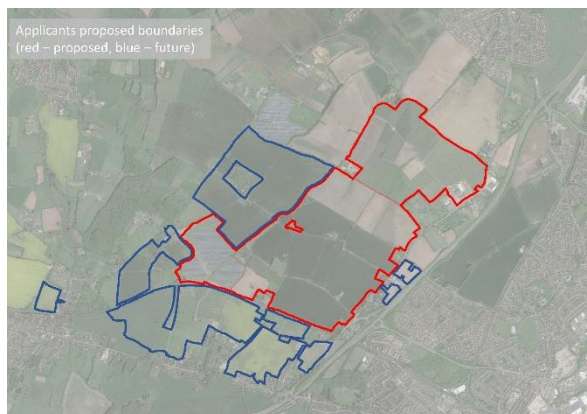 Applicants proposed boundaries
(red – proposed, blue – future)